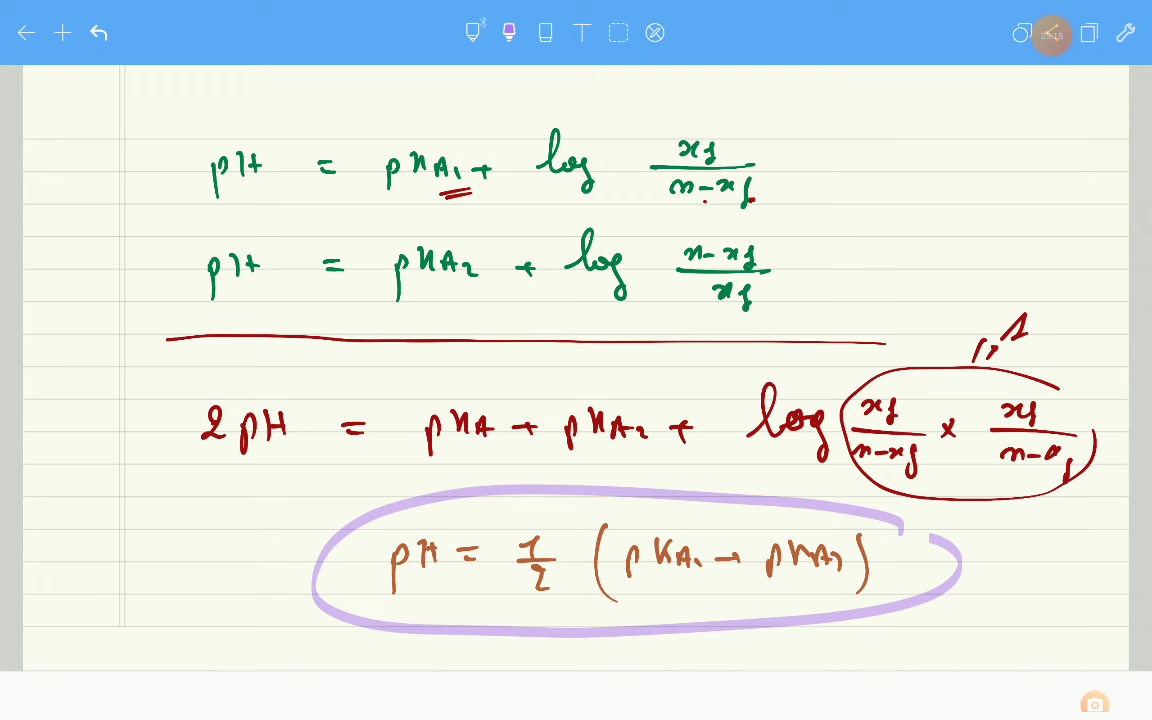 pH = pKA1 + log xf / n-xf
pH = pKA2 + log n-xf / xf
1
2pH = pKA + pKA2 + log xf / n-xf × xf / n-xf
pH = 1/2 (pKA1 + pKA2)